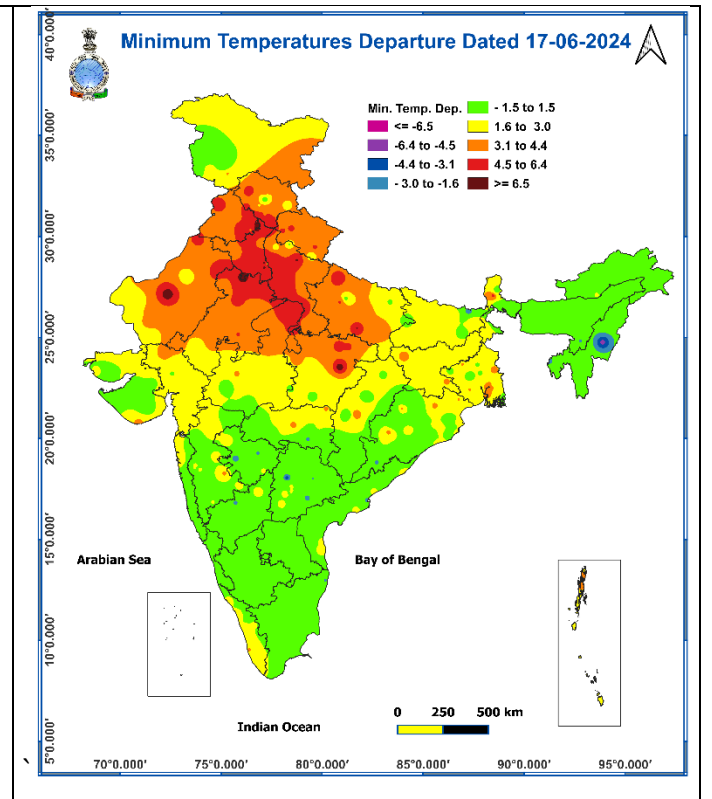 Minimum Temperatures Departure Dated 17-06-2024
Min. Temp. Dep.
<= -6.5
-6.4 to -4.5
-4.4 to -3.1
- 3.0 to -1.6
- 1.5 to 1.5
1.6 to 3.0
3.1 to 4.4
4.5 to 6.4
>= 6.5
40°0.000'
35°0.000'
30°0.000'
25°0.000'
20°0.000'
15°0.000'
10°0.000'
5°0.000'
Arabian Sea
Bay of Bengal
Indian Ocean
0 250 500 km
70°0.000' 75°0.000' 80°0.000' 85°0.000' 90°0.000' 95°0.000'
`